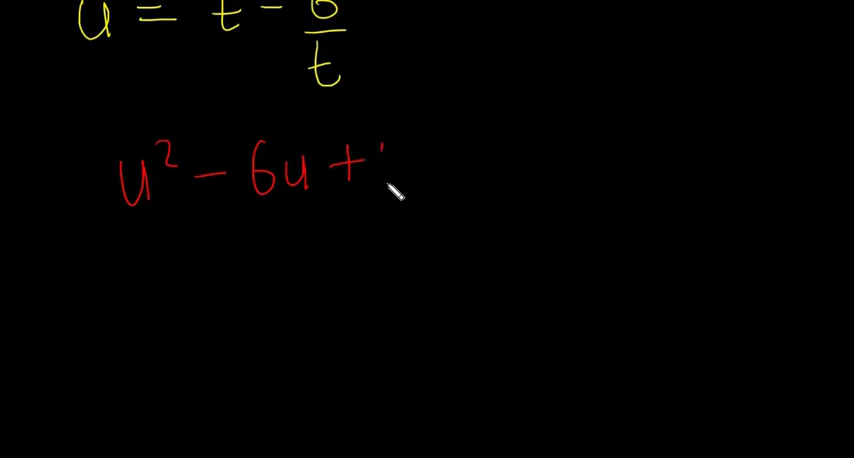 u = t - 6/t
u² - 6u +